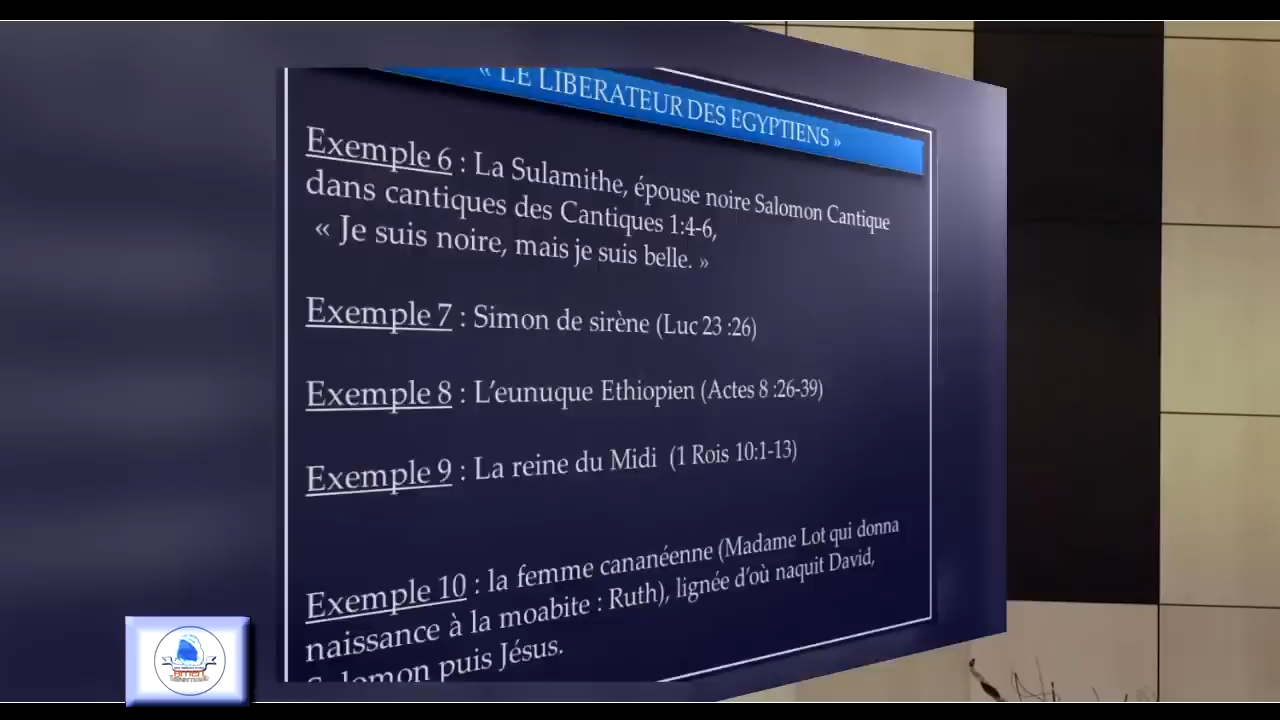 « LE LIBERATEUR DES EGYPTIENS »
Exemple 6 : La Sulamithe, épouse noire Salomon Cantique
dans cantiques des Cantiques 1:4-6,
« Je suis noire, mais je suis belle. »
Exemple 7 : Simon de sirène (Luc 23 :26)
Exemple 8 : L'eunuque Ethiopien (Actes 8 :26-39)
Exemple 9 : La reine du Midi (1 Rois 10:1-13)
Exemple 10 : la femme cananéenne (Madame Lot qui donna
naissance à la moabite : Ruth), lignée d'où naquit David,
Salomon puis Jésus.